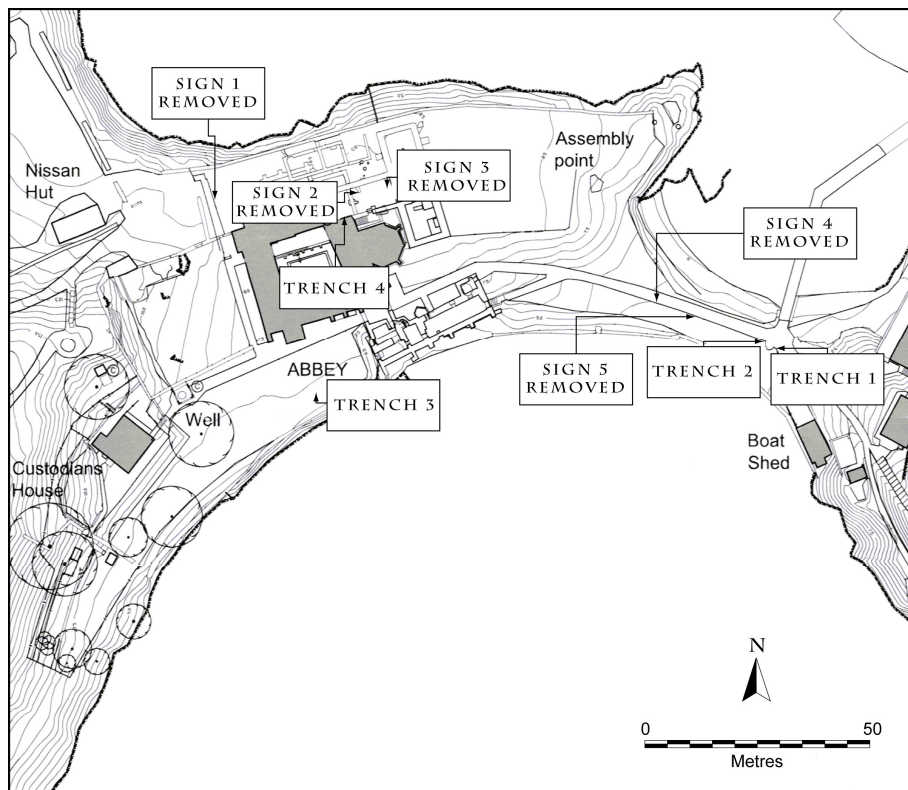 SIGN 1
REMOVED
Assembly
point
Nissan
Hut
SIGN 3
REMOVED
SIGN 2
REMOVED
SIGN 4
REMOVED
TRENCH 4
SIGN 5
REMOVED
TRENCH 2
TRENCH 1
ABBEY
TRENCH 3
Well
Boat
Shed
Custodians
House
N
0
50
Metres